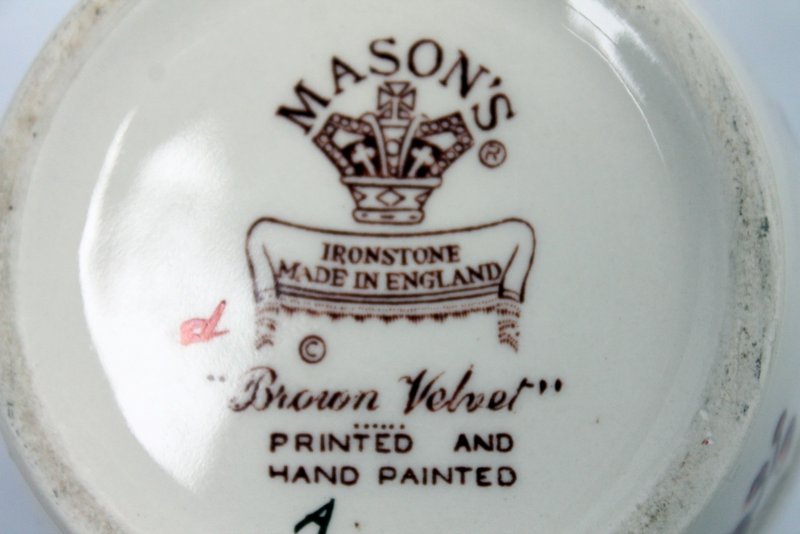 MASON'S
®
IRONSTONE
MADE IN ENGLAND
©
"Brown Velvet"
PRINTED AND
HAND PAINTED
A